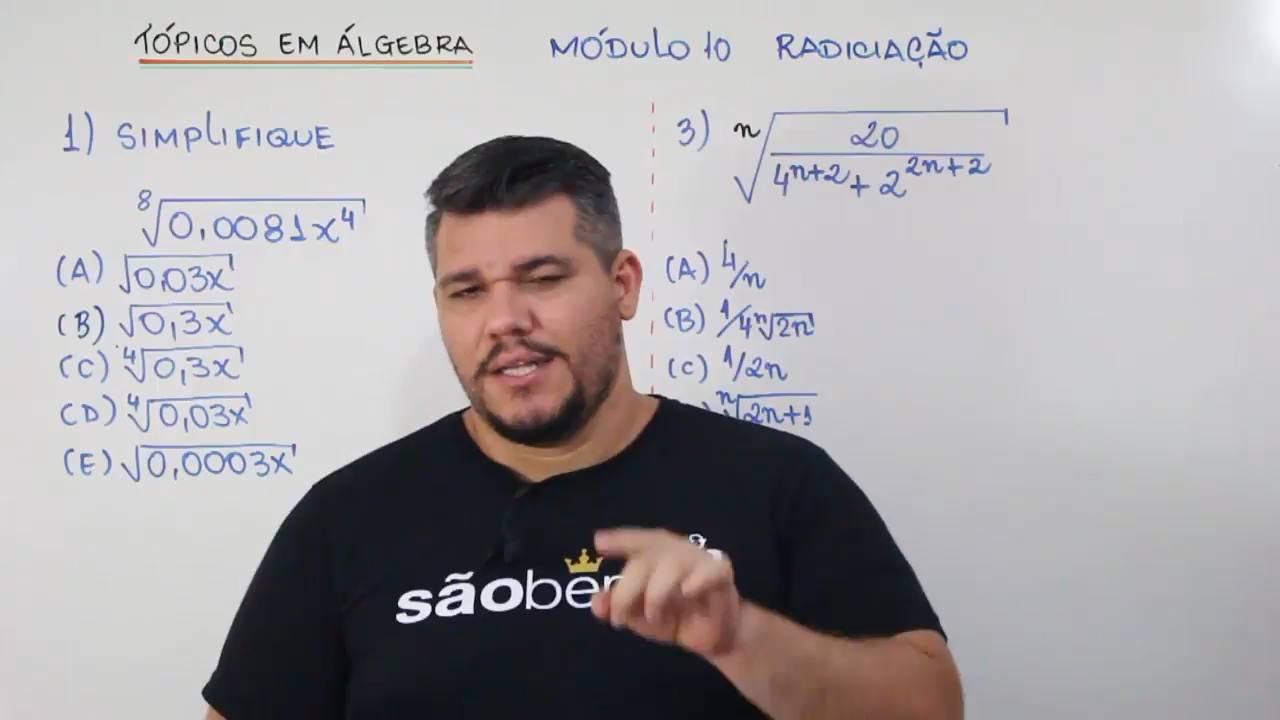 TÓPICOS EM ÁLGEBRA
MÓDULO 10 RADICIAÇÃO
1) SIMPLIFIQUE
⁸√0,0081x⁴
(A) √0,03x
(B) √0,3x
(C) ⁴√0,3x
(D) ⁴√0,03x
(E) √0,0003x
3) ⁿ√(20/(4ⁿ⁺² + 2²ⁿ⁺²))
(A) 4/n
(B) 1/4ⁿ√2n
(C) 1/2n
ⁿ√2n+1
são